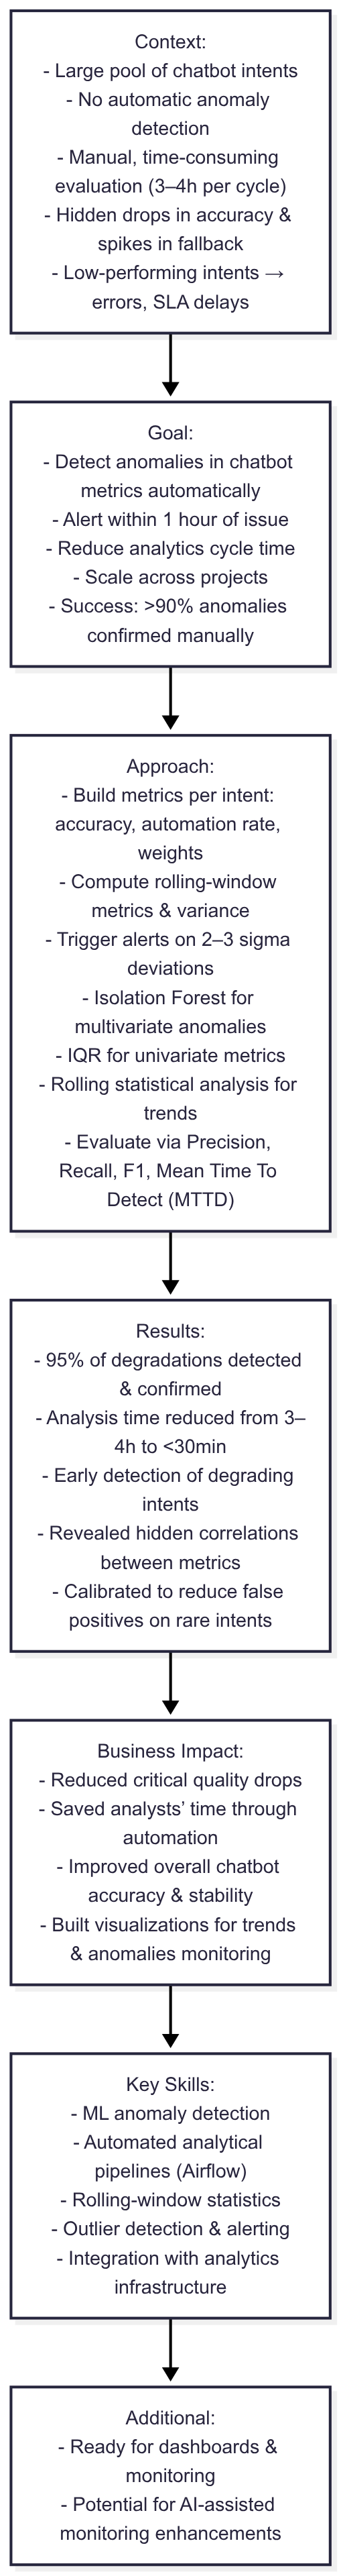 Context:
- Large pool of chatbot intents
- No automatic anomaly
detection
- Manual, time-consuming
evaluation (3–4h per cycle)
- Hidden drops in accuracy &
spikes in fallback
- Low-performing intents →
errors, SLA delays
Goal:
- Detect anomalies in chatbot
metrics automatically
- Alert within 1 hour of issue
- Reduce analytics cycle time
- Scale across projects
- Success: >90% anomalies
confirmed manually
Approach:
- Build metrics per intent:
accuracy, automation rate,
weights
- Compute rolling-window
metrics & variance
- Trigger alerts on 2–3 sigma
deviations
- Isolation Forest for
multivariate anomalies
- IQR for univariate metrics
- Rolling statistical analysis for
trends
- Evaluate via Precision,
Recall, F1, Mean Time To
Detect (MTTD)
Results:
- 95% of degradations detected
& confirmed
- Analysis time reduced from 3–
4h to <30min
- Early detection of degrading
intents
- Revealed hidden correlations
between metrics
- Calibrated to reduce false
positives on rare intents
Business Impact:
- Reduced critical quality drops
- Saved analysts’ time through
automation
- Improved overall chatbot
accuracy & stability
- Built visualizations for trends
& anomalies monitoring
Key Skills:
- ML anomaly detection
- Automated analytical
pipelines (Airflow)
- Rolling-window statistics
- Outlier detection & alerting
- Integration with analytics
infrastructure
Additional:
- Ready for dashboards &
monitoring
- Potential for AI-assisted
monitoring enhancements